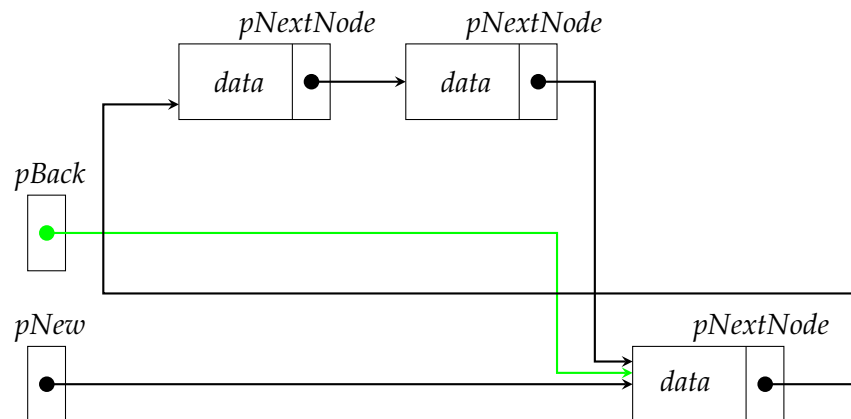 pNextNode pNextNode
data data
pBack
pNew
pNextNode
data